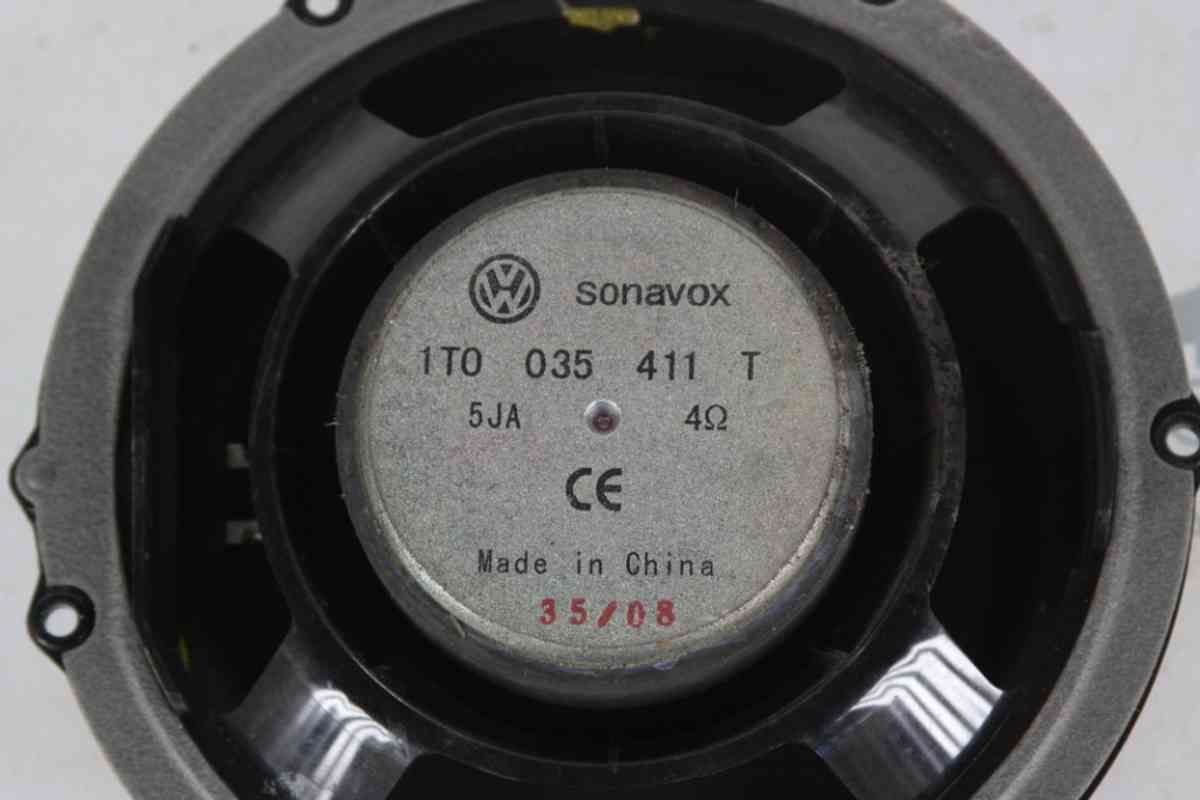 sonavox
1T0 035 411 T
5JA 4Ω
CE
Made in China
35/08